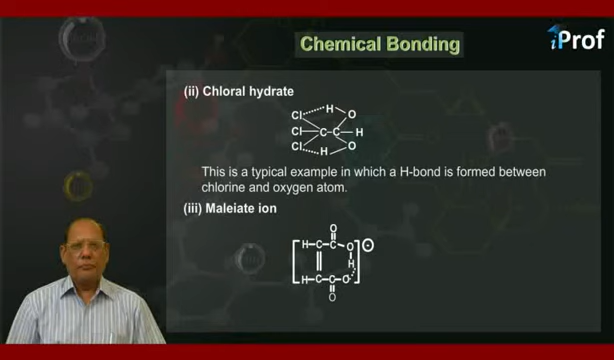 Chemical Bonding
iProf
(ii) Chloral hydrate
Cl H O
Cl C C H
Cl H O
This is a typical example in which a H-bond is formed between
chlorine and oxygen atom.
(iii) Maleiate ion
O
H C C O
H
H C C O
O